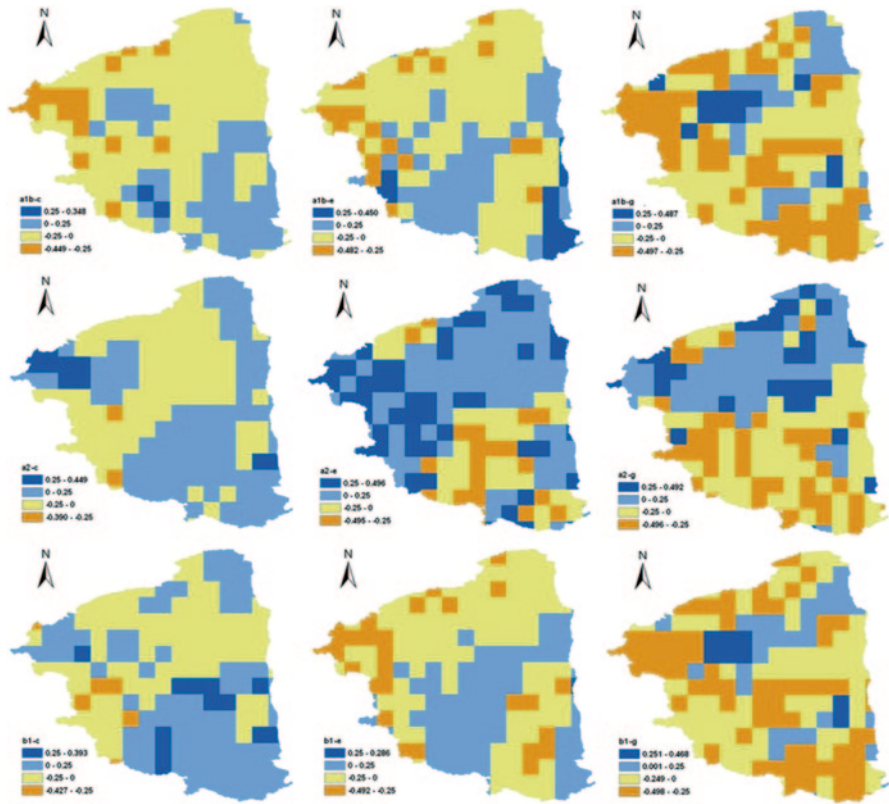 N
a1b-c
0.25 - 0.348
0 - 0.25
-0.25 - 0
-0.449 - -0.25
N
a1b-e
0.25 - 0.450
0 - 0.25
-0.25 - 0
-0.482 - -0.25
N
a1b-g
0.25 - 0.487
0 - 0.25
-0.25 - 0
-0.497 - -0.25
N
a2-c
0.25 - 0.449
0 - 0.25
-0.25 - 0
-0.390 - -0.25
N
a2-e
0.25 - 0.496
0 - 0.25
-0.25 - 0
-0.495 - -0.25
N
a2-g
0.25 - 0.492
0 - 0.25
-0.25 - 0
-0.496 - -0.25
N
b1-c
0.25 - 0.393
0 - 0.25
-0.25 - 0
-0.427 - -0.25
N
b1-e
0.25 - 0.286
0 - 0.25
-0.25 - 0
-0.492 - -0.25
N
b1-g
0.251 - 0.468
0.001 - 0.25
-0.249 - 0
-0.498 - -0.25